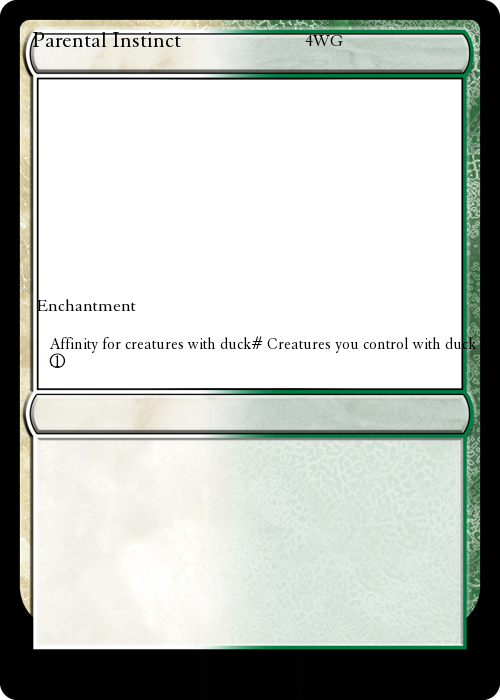 Parental Instinct 4WG
Enchantment
Affinity for creatures with duck# Creatures you control with duck
①